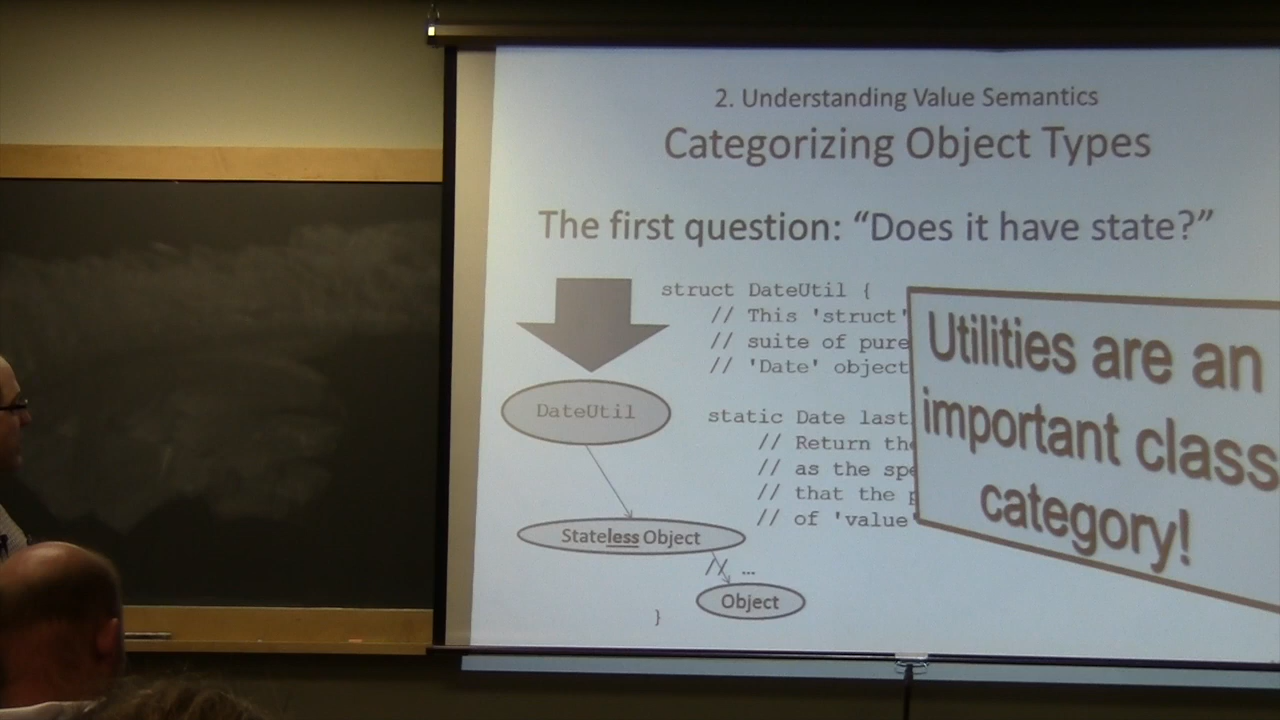 2. Understanding Value Semantics
Categorizing Object Types
The first question: “Does it have state?”
struct DateUtil {
// This 'struct'
// suite of pure
// 'Date' object
DateUtil
static Date last
// Return the
// as the spe
// that the p
// of 'value'
Stateless Object
// …
Object
}
Utilities are an
important class
category!